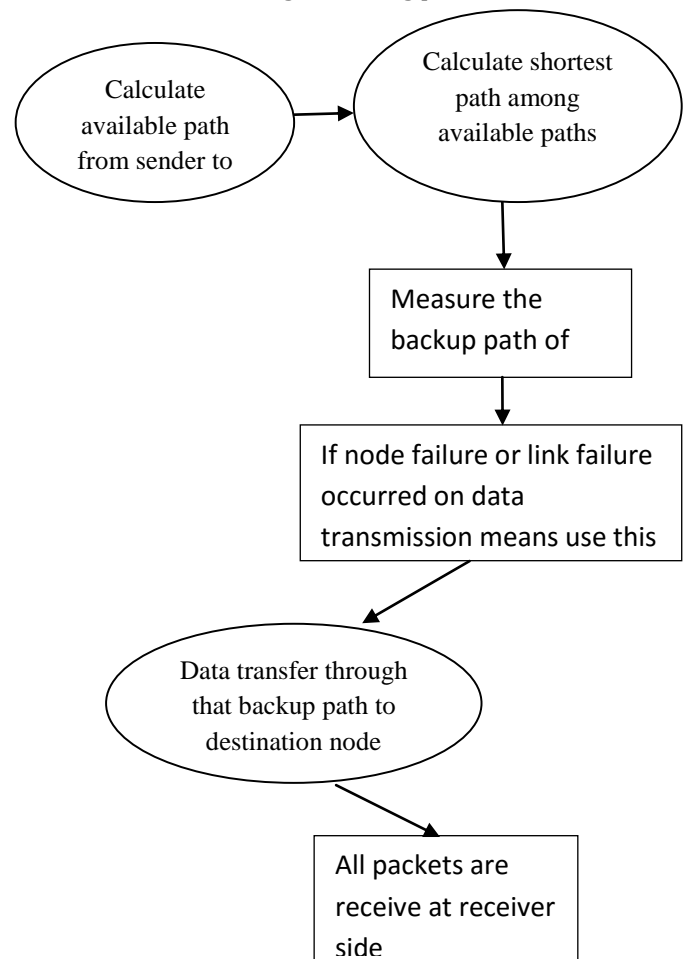 Calculate
available path
from sender to
Calculate shortest
path among
available paths
Measure the
backup path of
If node failure or link failure
occurred on data
transmission means use this
Data transfer through
that backup path to
destination node
All packets are
receive at receiver
side